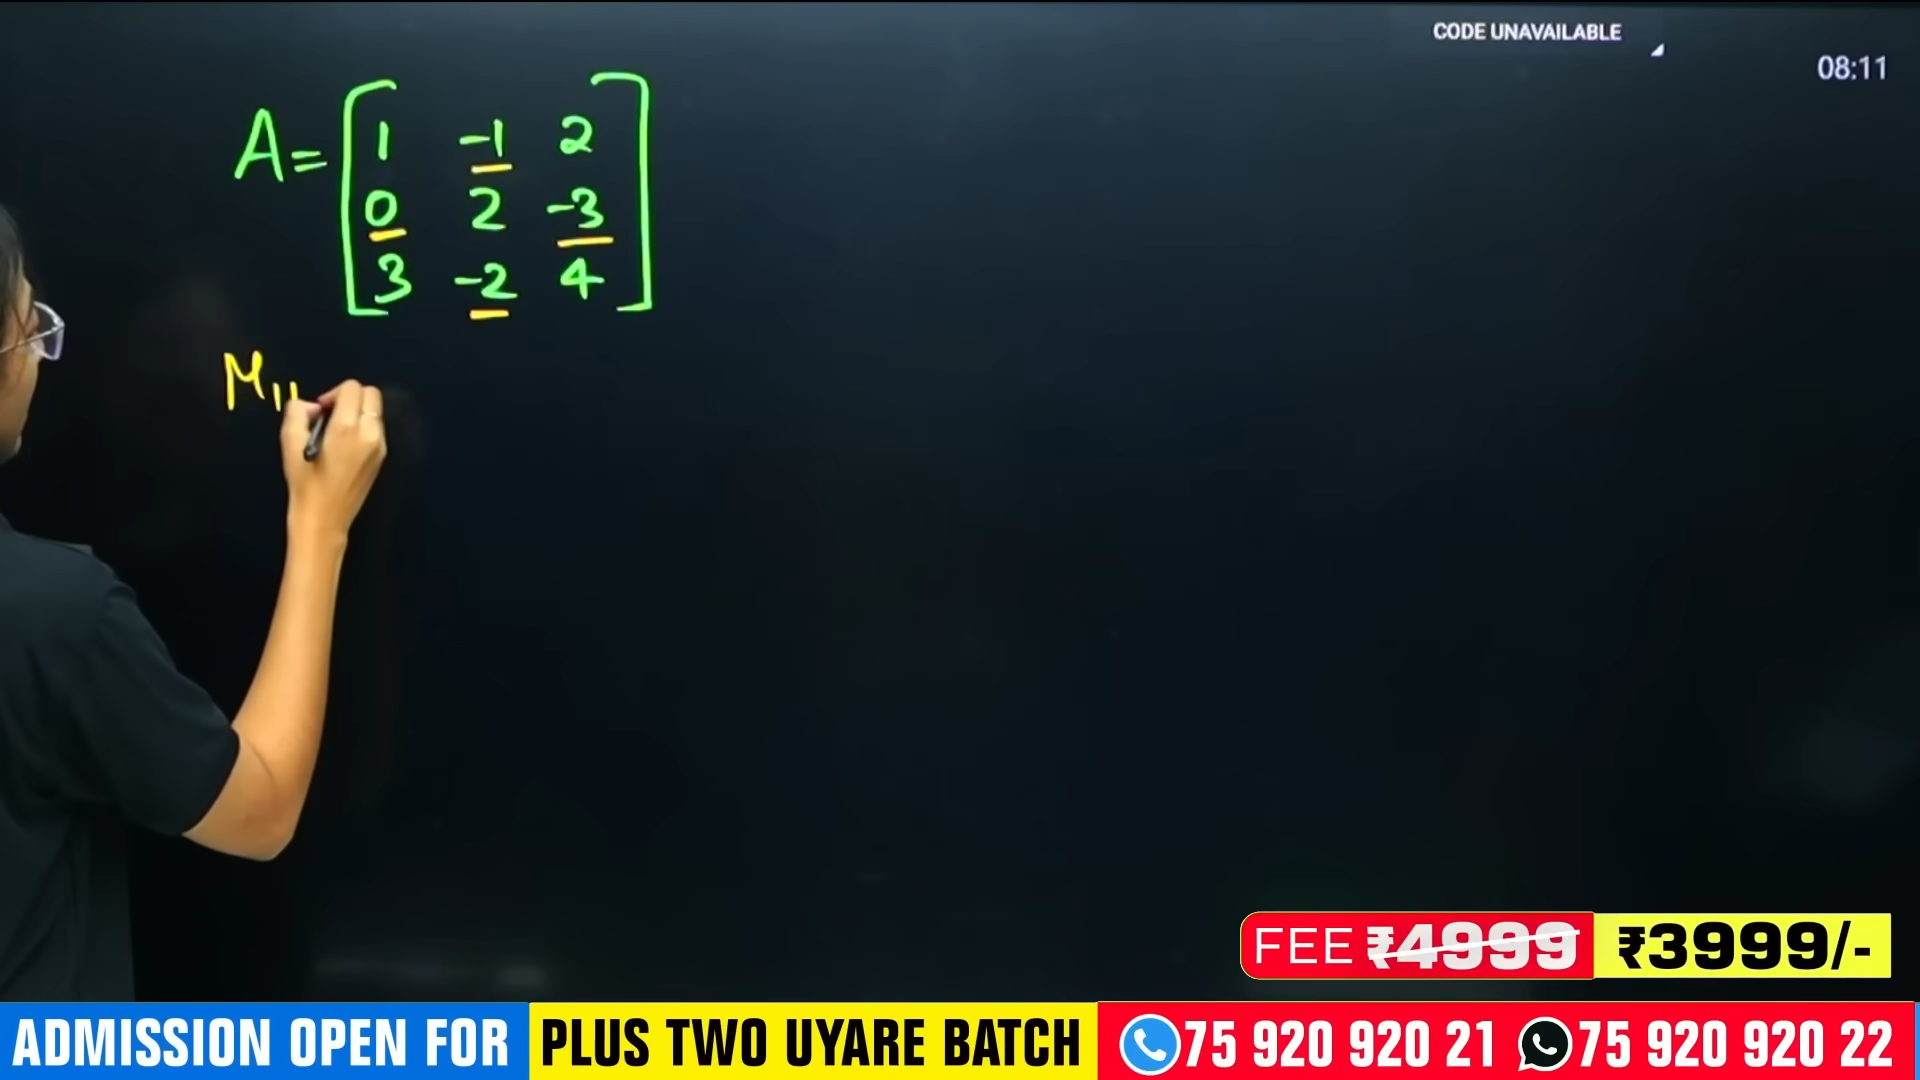 CODE UNAVAILABLE
08:11
A = [ 1 -1 2
0 2 -3
3 -2 4 ]
M₁₁
FEE ₹4999 ₹3999/-
ADMISSION OPEN FOR PLUS TWO UYARE BATCH 75 920 920 21 75 920 920 22